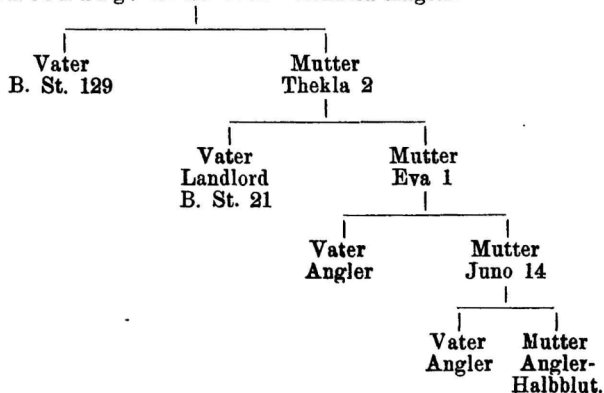 Vater Mutter
B. St. 129 Thekla 2
Vater Mutter
Landlord Eva 1
B. St. 21
Vater Mutter
Angler Juno 14
Vater Mutter
Angler Angler-
Halbblut.